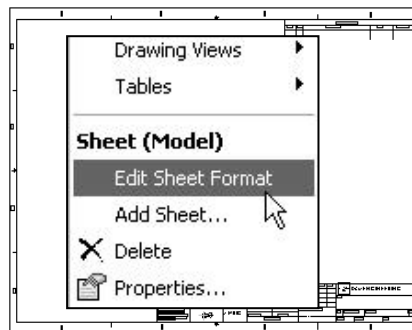 Drawing Views
Tables
Sheet (Model)
Edit Sheet Format
Add Sheet...
Delete
Properties...